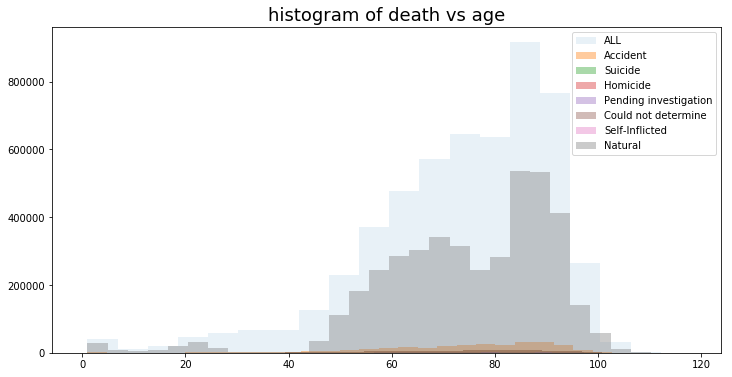 histogram of death vs age
ALL
Accident
Suicide
Homicide
Pending investigation
Could not determine
Self-Inflicted
Natural
800000
600000
400000
200000
0
0 20 40 60 80 100 120